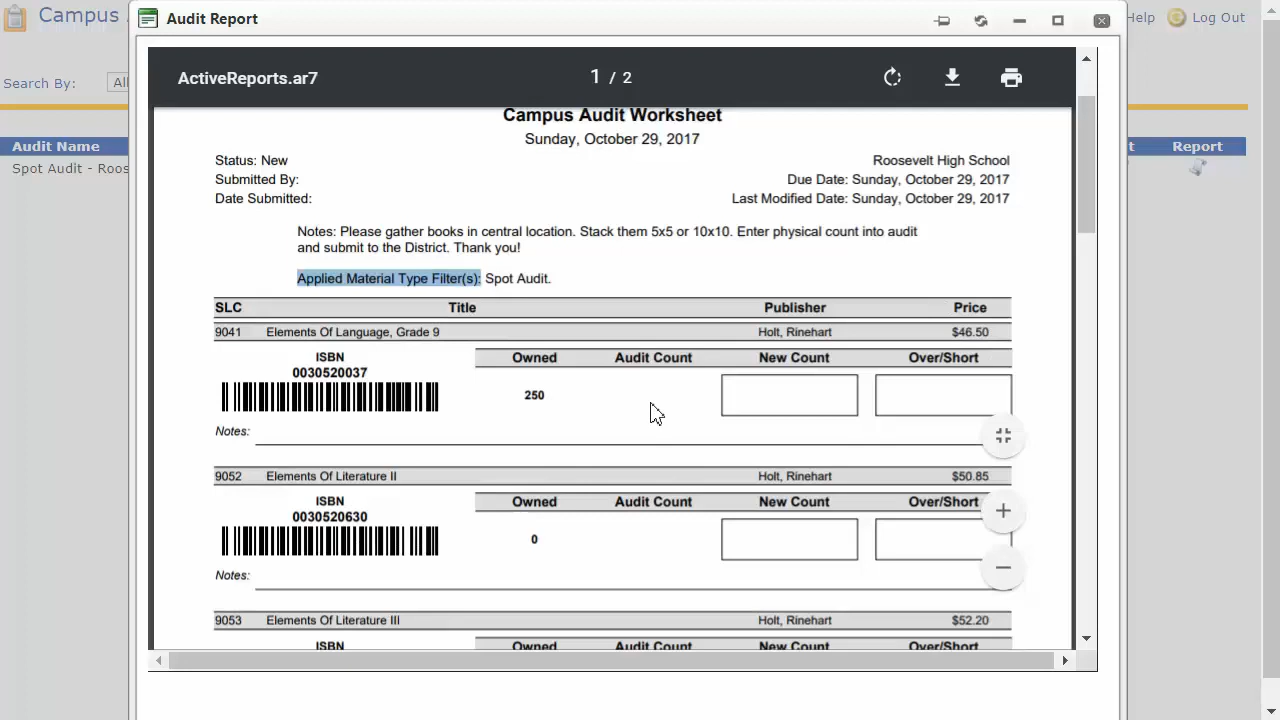 Campus
Audit Report
Help
Log Out
Search By:
All
ActiveReports.ar7
1 / 2
Audit Name
Report
Spot Audit - Roos
Campus Audit Worksheet
Sunday, October 29, 2017
Status: New
Roosevelt High School
Submitted By:
Due Date: Sunday, October 29, 2017
Date Submitted:
Last Modified Date: Sunday, October 29, 2017
Notes: Please gather books in central location. Stack them 5x5 or 10x10. Enter physical count into audit
and submit to the District. Thank you!
Applied Material Type Filter(s): Spot Audit.
SLC Title Publisher Price
9041 Elements Of Language, Grade 9 Holt, Rinehart $46.50
ISBN Owned Audit Count New Count Over/Short
0030520037
250
Notes:
9052 Elements Of Literature II Holt, Rinehart $50.85
ISBN Owned Audit Count New Count Over/Short
0030520630
0
Notes:
9053 Elements Of Literature III Holt, Rinehart $52.20
ISBN Owned Audit Count New Count Over/Short